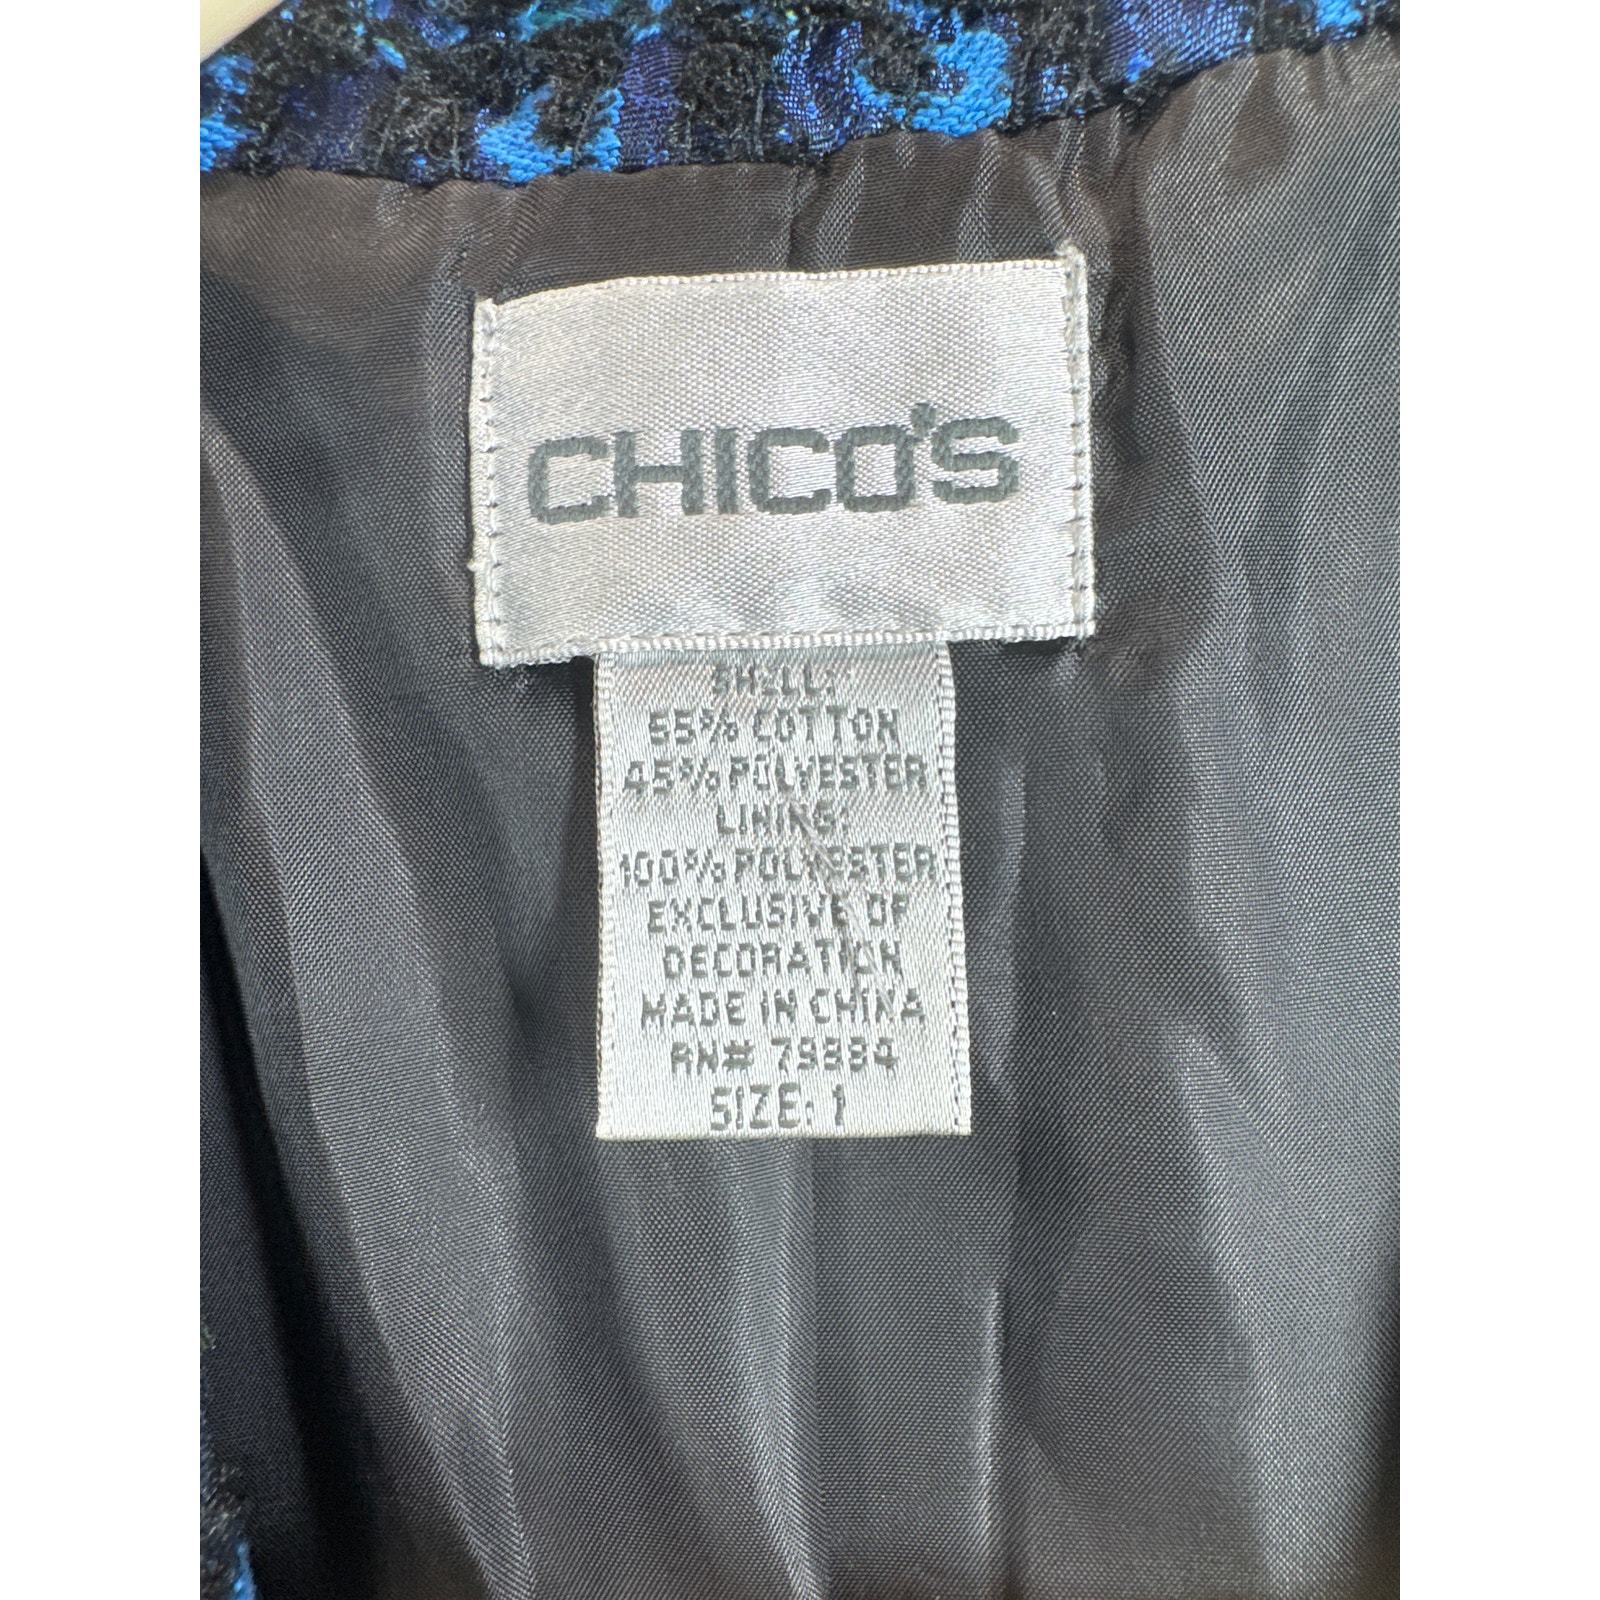 CHICO'S
SHELL:
55% COTTON
45% POLYESTER
LINING:
100% POLYESTER
EXCLUSIVE OF
DECORATION
MADE IN CHINA
RN# 79884
SIZE: 1